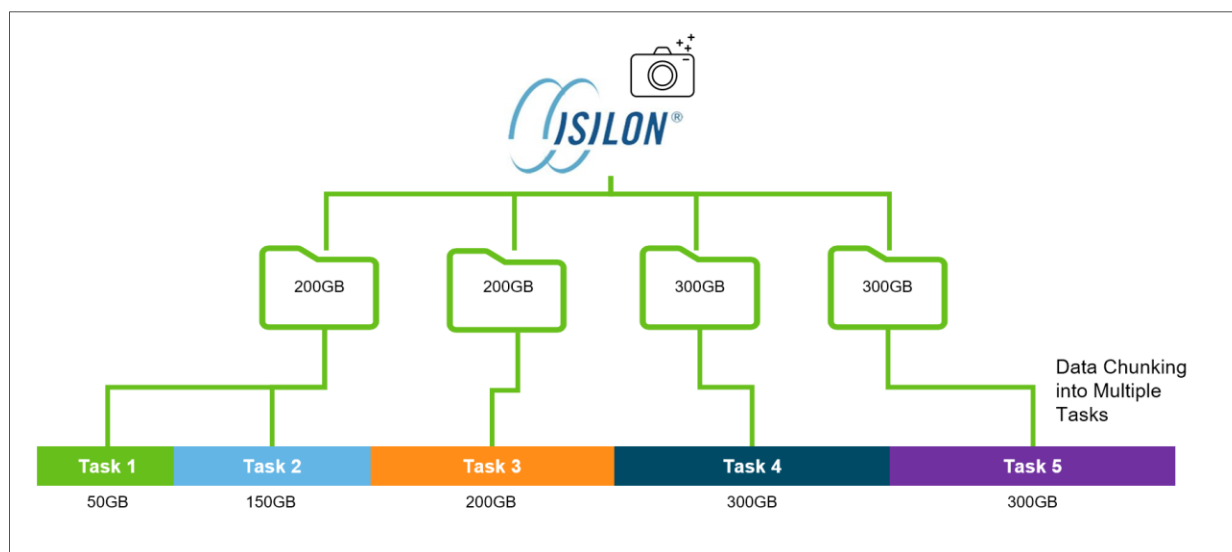 ISILON®
200GB
200GB
300GB
300GB
Data Chunking
into Multiple
Tasks
Task 1
Task 2
Task 3
Task 4
Task 5
50GB
150GB
200GB
300GB
300GB